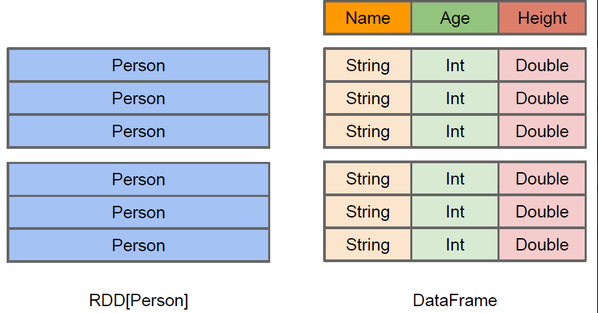 Name Age Height
Person String Int Double
Person String Int Double
Person String Int Double
Person String Int Double
Person String Int Double
Person String Int Double
RDD[Person] DataFrame